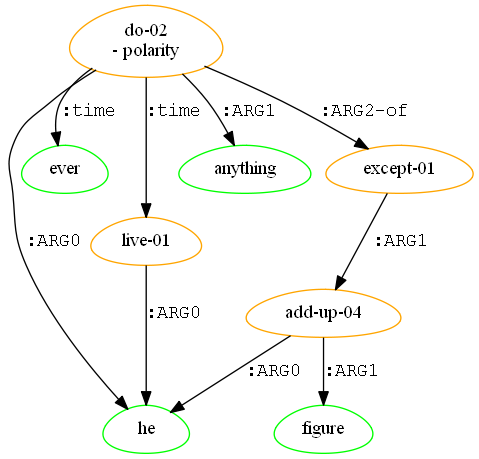 do-02
- polarity
:time
:time
:ARG1
:ARG2-of
ever
anything
except-01
:ARG0
live-01
:ARG1
:ARG0
add-up-04
:ARG0
:ARG1
he
figure